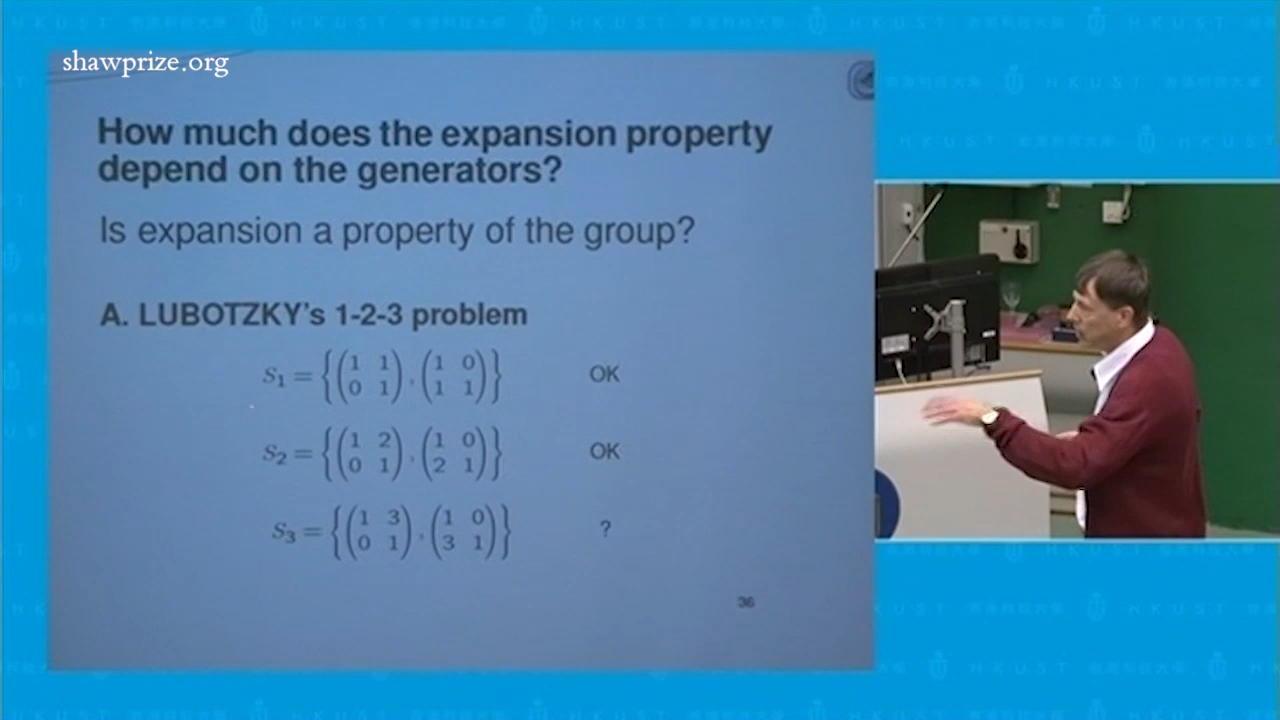 shawprize.org
How much does the expansion property
depend on the generators?
Is expansion a property of the group?
A. LUBOTZKY's 1-2-3 problem
S₁ = {(1 1
0 1), (1 0
1 1)} OK
S₂ = {(1 2
0 1), (1 0
2 1)} OK
S₃ = {(1 3
0 1), (1 0
3 1)} ?
36
HKUST